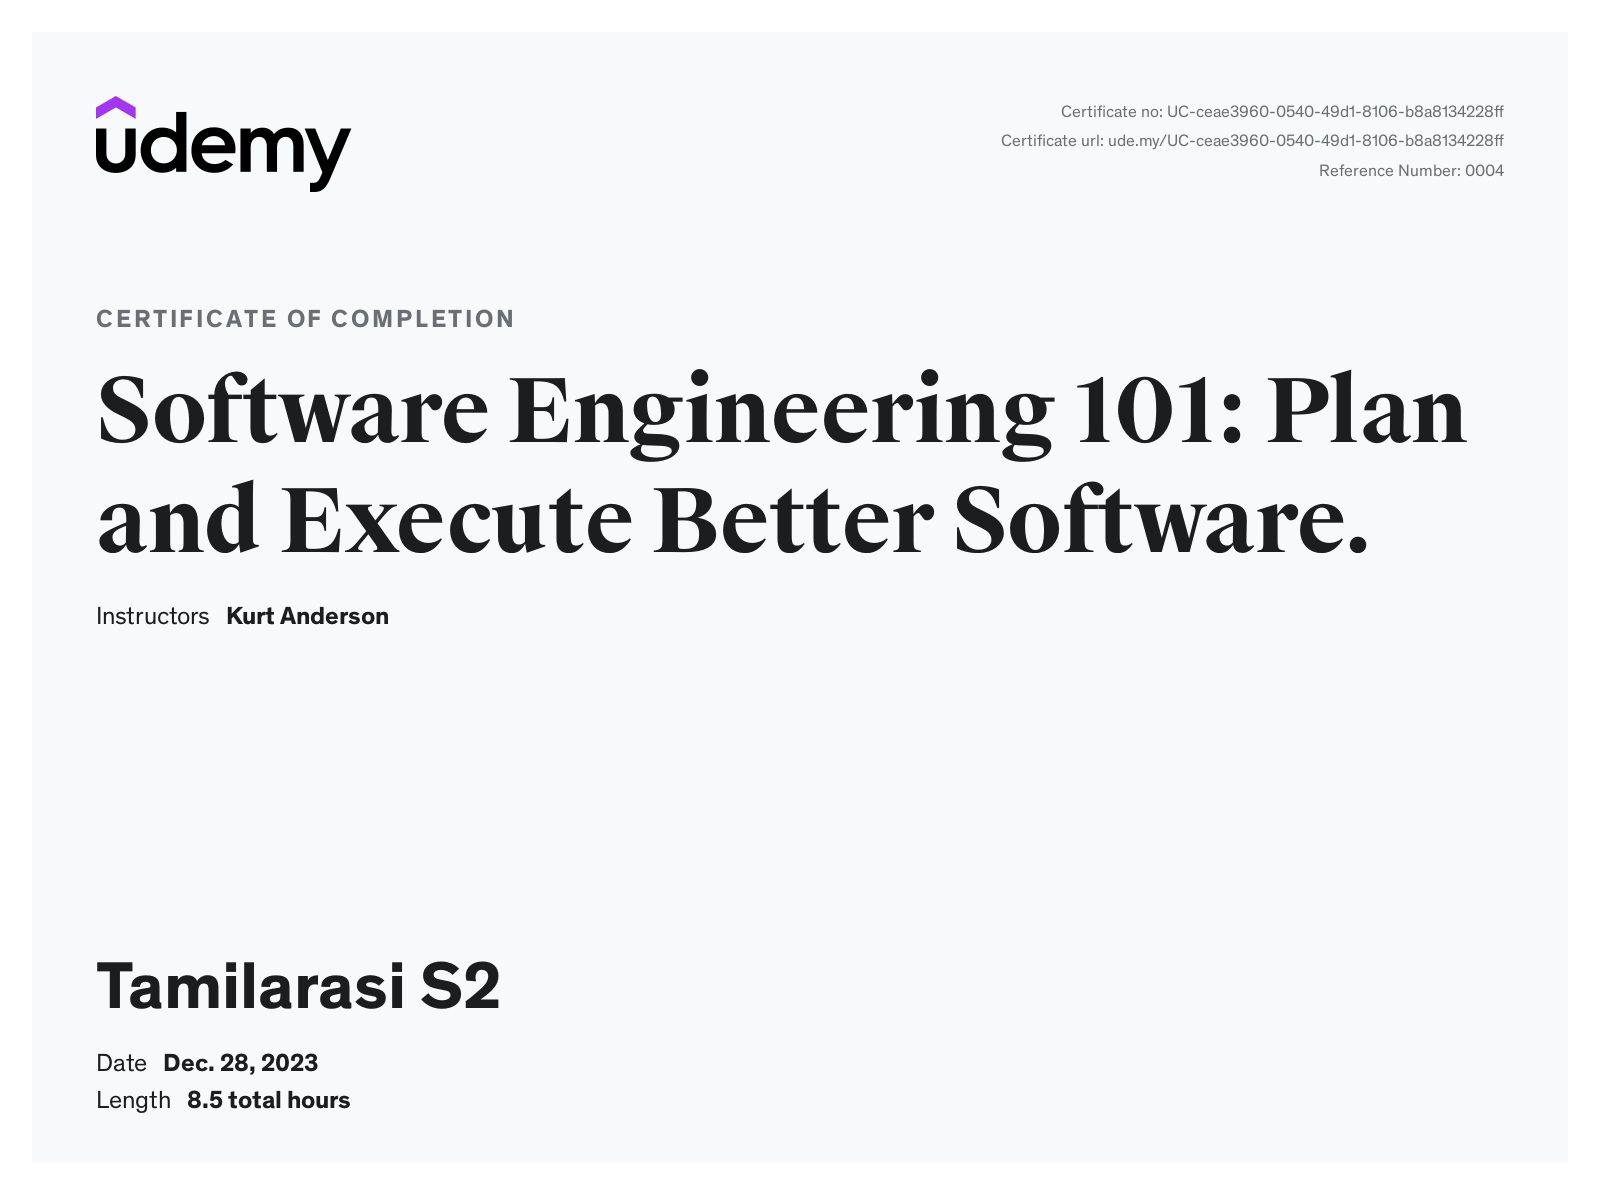 udemy
Certificate no: UC-ceae3960-0540-49d1-8106-b8a8134228ff
Certificate url: ude.my/UC-ceae3960-0540-49d1-8106-b8a8134228ff
Reference Number: 0004
CERTIFICATE OF COMPLETION
Software Engineering 101: Plan
and Execute Better Software.
Instructors Kurt Anderson
Tamilarasi S2
Date Dec. 28, 2023
Length 8.5 total hours